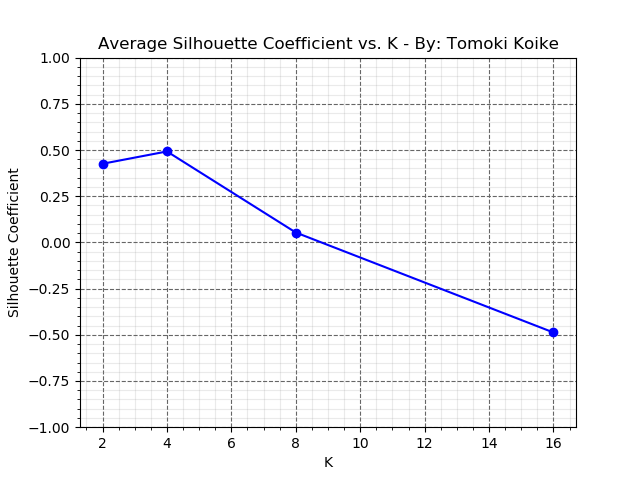 Average Silhouette Coefficient vs. K - By: Tomoki Koike
1.00
0.75
0.50
0.25
0.00
−0.25
−0.50
−0.75
−1.00
Silhouette Coefficient
2 4 6 8 10 12 14 16
K